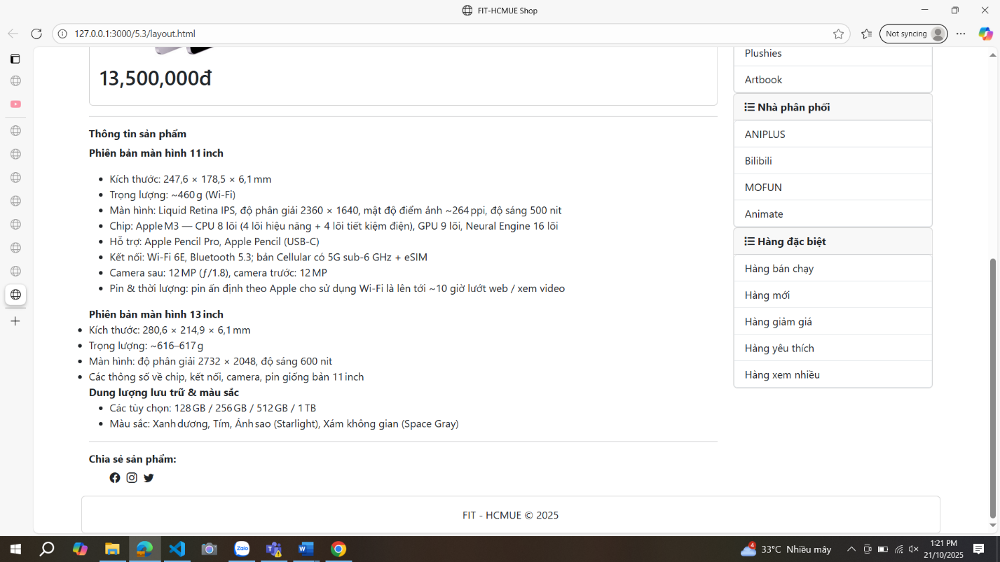 FIT-HCMUE Shop
127.0.0.1:3000/5.3/layout.html
Not syncing
13,500,000đ
Thông tin sản phẩm
Phiên bản màn hình 11 inch
Kích thước: 247,6 × 178,5 × 6,1 mm
Trọng lượng: ~460 g (Wi-Fi)
Màn hình: Liquid Retina IPS, độ phân giải 2360 × 1640, mật độ điểm ảnh ~264 ppi, độ sáng 500 nit
Chip: Apple M3 — CPU 8 lõi (4 lõi hiệu năng + 4 lõi tiết kiệm điện), GPU 9 lõi, Neural Engine 16 lõi
Hỗ trợ: Apple Pencil Pro, Apple Pencil (USB-C)
Kết nối: Wi-Fi 6E, Bluetooth 5.3; bản Cellular có 5G sub-6 GHz + eSIM
Camera sau: 12 MP (ƒ/1.8), camera trước: 12 MP
Pin & thời lượng: pin ấn định theo Apple cho sử dụng Wi-Fi là lên tới ~10 giờ lướt web / xem video
Phiên bản màn hình 13 inch
Kích thước: 280,6 × 214,9 × 6,1 mm
Trọng lượng: ~616–617 g
Màn hình: độ phân giải 2732 × 2048, độ sáng 600 nit
Các thông số về chip, kết nối, camera, pin giống bản 11 inch
Dung lượng lưu trữ & màu sắc
Các tùy chọn: 128 GB / 256 GB / 512 GB / 1 TB
Màu sắc: Xanh dương, Tím, Ánh sao (Starlight), Xám không gian (Space Gray)
Chia sẻ sản phẩm:
Plushies
Artbook
Nhà phân phối
ANIPLUS
Bilibili
MOFUN
Animate
Hàng đặc biệt
Hàng bán chạy
Hàng mới
Hàng giảm giá
Hàng yêu thích
Hàng xem nhiều
FIT - HCMUE © 2025
Zalo
4
33°C Nhiều mây
1:21 PM
21/10/2025